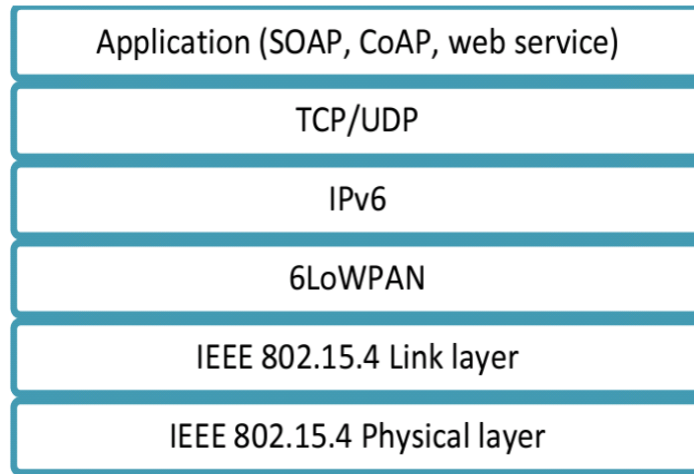 Application (SOAP, CoAP, web service)
TCP/UDP
IPv6
6LoWPAN
IEEE 802.15.4 Link layer
IEEE 802.15.4 Physical layer